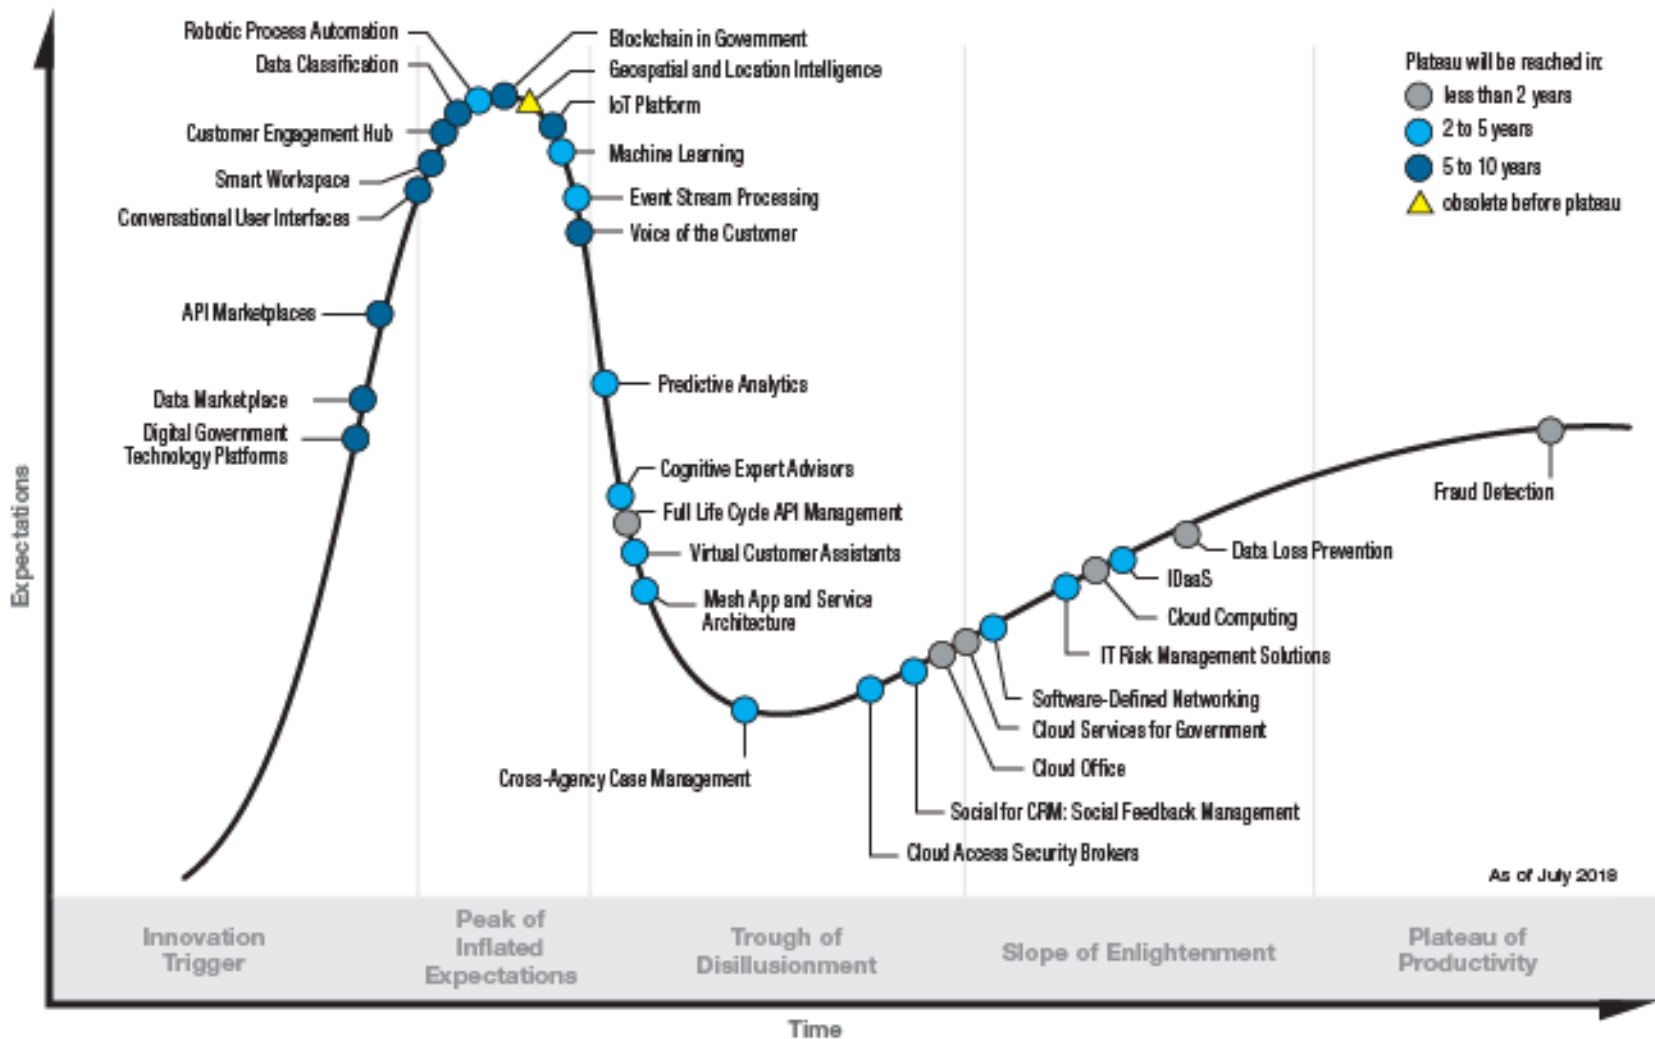 Robotic Process Automation
Data Classification
Customer Engagement Hub
Smart Workspace
Conversational User Interfaces
API Marketplaces
Data Marketplace
Digital Government
Technology Platforms
Blockchain in Government
Geospatial and Location Intelligence
IoT Platform
Machine Learning
Event Stream Processing
Voice of the Customer
Predictive Analytics
Cognitive Expert Advisors
Full Life Cycle API Management
Virtual Customer Assistants
Mesh App and Service
Architecture
Cross-Agency Case Management
Plateau will be reached in:
less than 2 years
2 to 5 years
5 to 10 years
obsolete before plateau
Fraud Detection
Data Loss Prevention
IDaaS
Cloud Computing
IT Risk Management Solutions
Software-Defined Networking
Cloud Services for Government
Cloud Office
Social for CRM: Social Feedback Management
Cloud Access Security Brokers
As of July 2018
Expectations
Innovation
Trigger
Peak of
Inflated
Expectations
Trough of
Disillusionment
Slope of Enlightenment
Plateau of
Productivity
Time